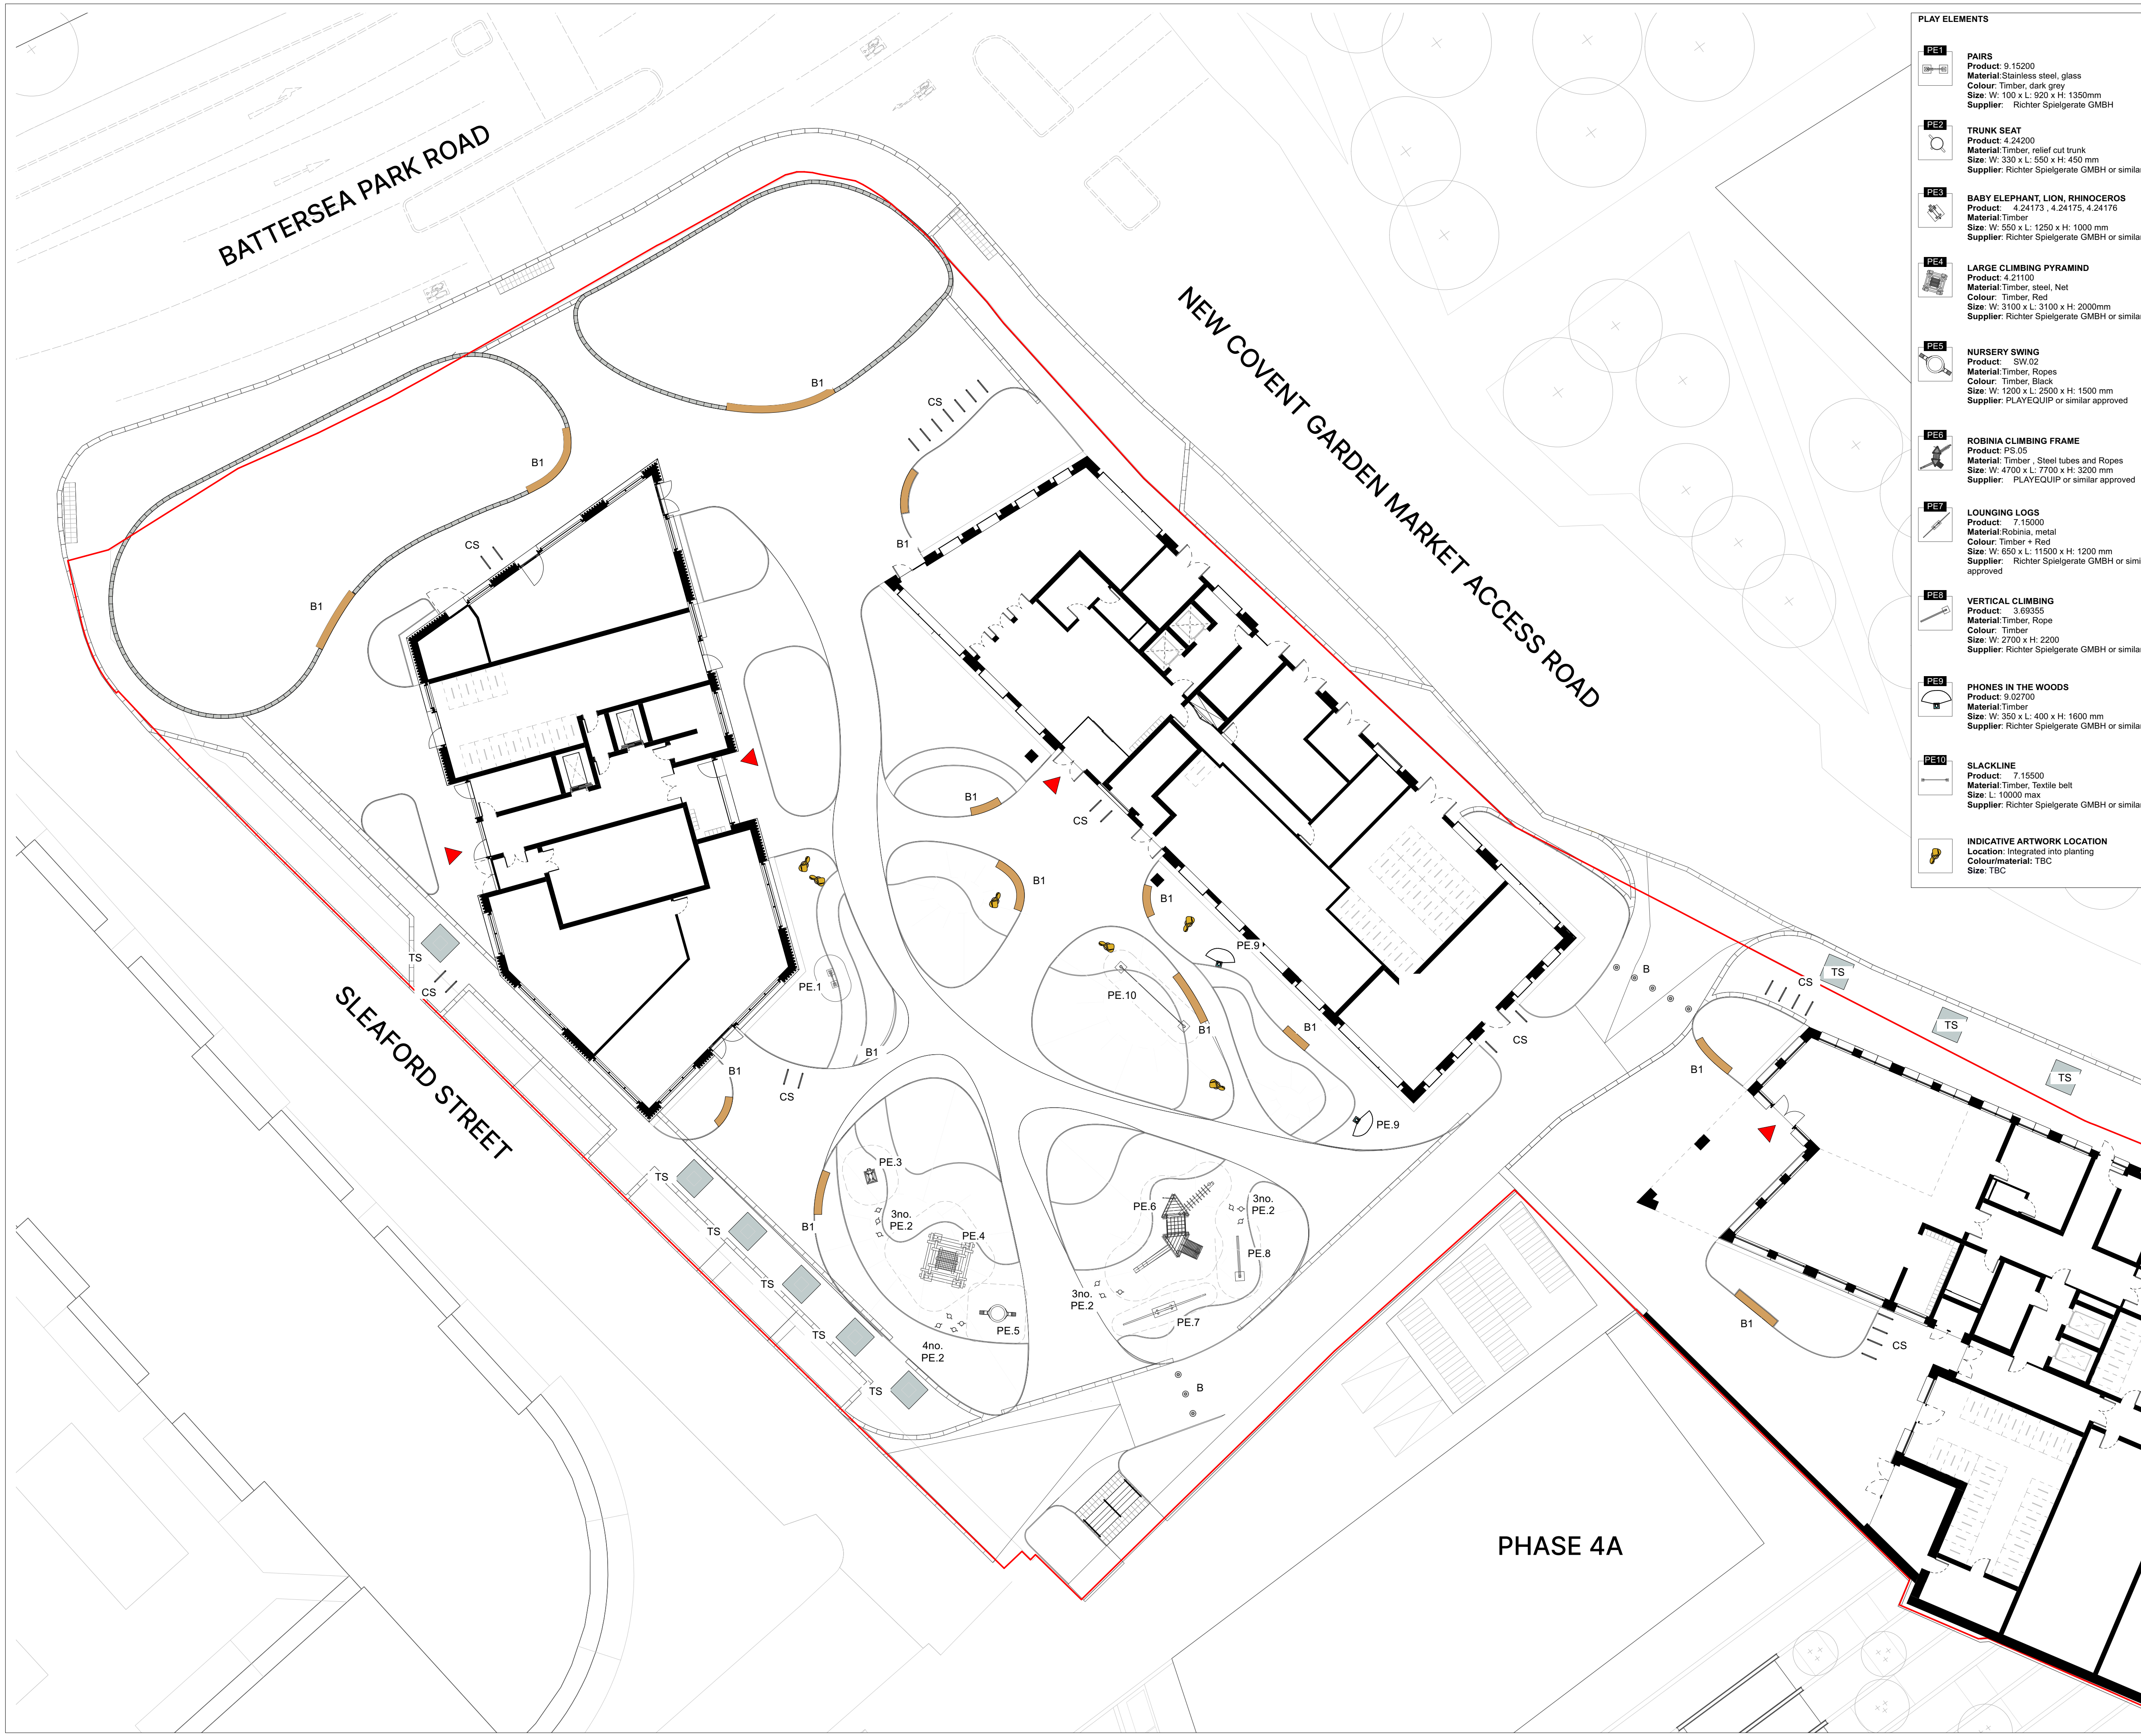 BATTERSEA PARK ROAD
NEW COVENT GARDEN MARKET ACCESS ROAD
SLEAFORD STREET
PHASE 4A
B1
CS
B1
B1
CS
B1
B1
B1
CS
B1
B1
TS
CS
PE.1
B1
B1
CS
PE.9
PE.10
B1
B1
PE.9
B
CS
CS
TS
TS
TS
B1
B1
CS
TS
TS
TS
TS
TS
B1
PE.3
3no.
PE.2
PE.4
PE.5
4no.
PE.2
PE.6
3no.
PE.2
PE.8
3no.
PE.2
PE.7
B
PLAY ELEMENTS
PE1
PAIRS
Product: 9.15200
Material:Stainless steel, glass
Colour: Timber, dark grey
Size: W: 100 x L: 920 x H: 1350mm
Supplier: Richter Spielgerate GMBH
PE2
TRUNK SEAT
Product: 4.24200
Material:Timber, relief cut trunk
Size: W: 330 x L: 550 x H: 450 mm
Supplier: Richter Spielgerate GMBH or simila
PE3
BABY ELEPHANT, LION, RHINOCEROS
Product: 4.24173 , 4.24175, 4.24176
Material:Timber
Size: W: 550 x L: 1250 x H: 1000 mm
Supplier: Richter Spielgerate GMBH or simila
PE4
LARGE CLIMBING PYRAMIND
Product: 4.21100
Material:Timber, steel, Net
Colour: Timber, Red
Size: W: 3100 x L: 3100 x H: 2000mm
Supplier: Richter Spielgerate GMBH or simila
PE5
NURSERY SWING
Product: SW.02
Material:Timber, Ropes
Colour: Timber, Black
Size: W: 1200 x L: 2500 x H: 1500 mm
Supplier: PLAYEQUIP or similar approved
PE6
ROBINIA CLIMBING FRAME
Product: PS.05
Material: Timber , Steel tubes and Ropes
Size: W: 4700 x L: 7700 x H: 3200 mm
Supplier: PLAYEQUIP or similar approved
PE7
LOUNGING LOGS
Product: 7.15000
Material:Robinia, metal
Colour: Timber + Red
Size: W: 650 x L: 11500 x H: 1200 mm
Supplier: Richter Spielgerate GMBH or simi
approved
PE8
VERTICAL CLIMBING
Product: 3.69355
Material:Timber, Rope
Colour: Timber
Size: W: 2700 x H: 2200
Supplier: Richter Spielgerate GMBH or simila
PE9
PHONES IN THE WOODS
Product: 9.02700
Material:Timber
Size: W: 350 x L: 400 x H: 1600 mm
Supplier: Richter Spielgerate GMBH or simila
PE10
SLACKLINE
Product: 7.15500
Material:Timber, Textile belt
Size: L: 10000 max
Supplier: Richter Spielgerate GMBH or simila
INDICATIVE ARTWORK LOCATION
Location: Integrated into planting
Colour/material: TBC
Size: TBC